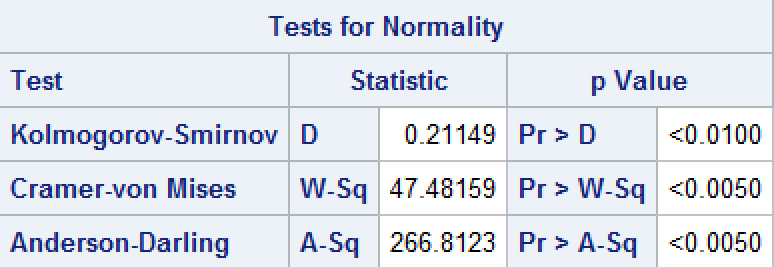 Tests for Normality
Test Statistic p Value
Kolmogorov-Smirnov D 0.21149 Pr > D <0.0100
Cramer-von Mises W-Sq 47.48159 Pr > W-Sq <0.0050
Anderson-Darling A-Sq 266.8123 Pr > A-Sq <0.0050